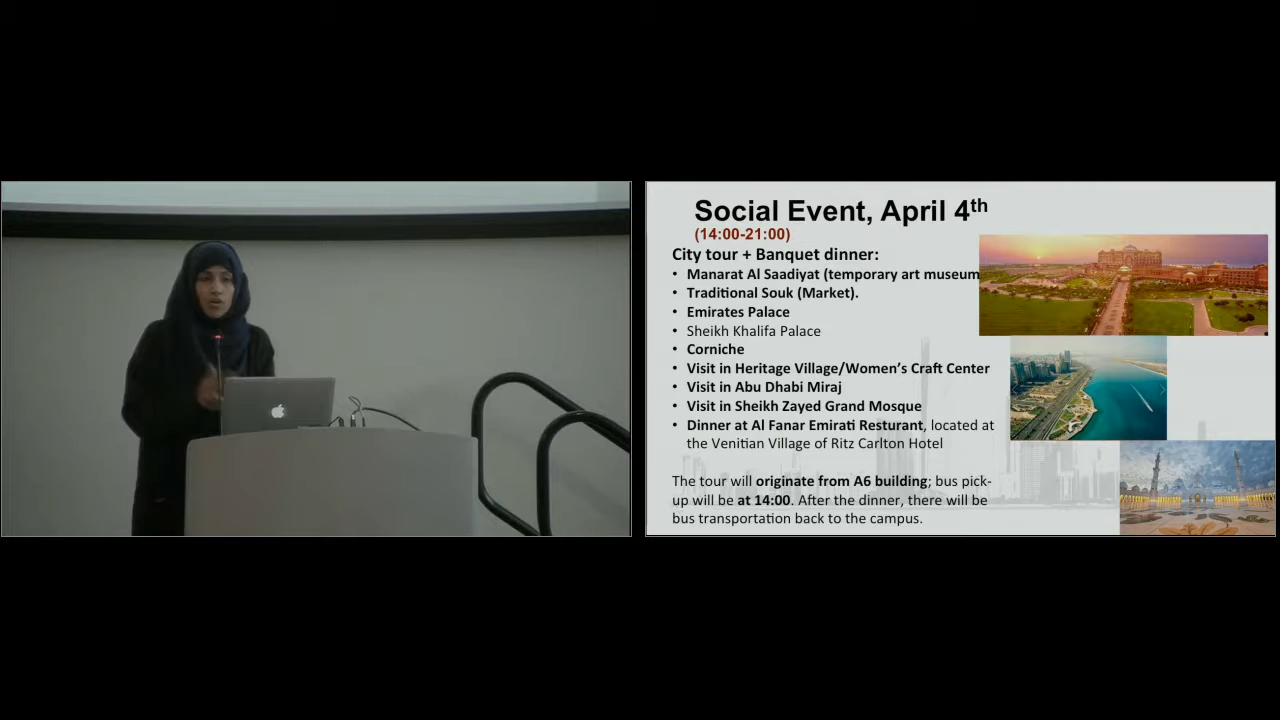 Social Event, April 4th
(14:00-21:00)
City tour + Banquet dinner:
• Manarat Al Saadiyat (temporary art museum
• Traditional Souk (Market).
• Emirates Palace
• Sheikh Khalifa Palace
• Corniche
• Visit in Heritage Village/Women's Craft Center
• Visit in Abu Dhabi Miraj
• Visit in Sheikh Zayed Grand Mosque
• Dinner at Al Fanar Emirati Resturant, located at
the Venitian Village of Ritz Carlton Hotel
The tour will originate from A6 building; bus pick-
up will be at 14:00. After the dinner, there will be
bus transportation back to the campus.